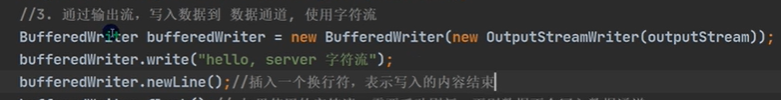 //3. 通过输出流，写入数据到 数据通道, 使用字符流
BufferedWriter bufferedWriter = new BufferedWriter(new OutputStreamWriter(outputStream));
bufferedWriter.write("hello, server 字符流");
bufferedWriter.newLine();//插入一个换行符，表示写入的内容结束